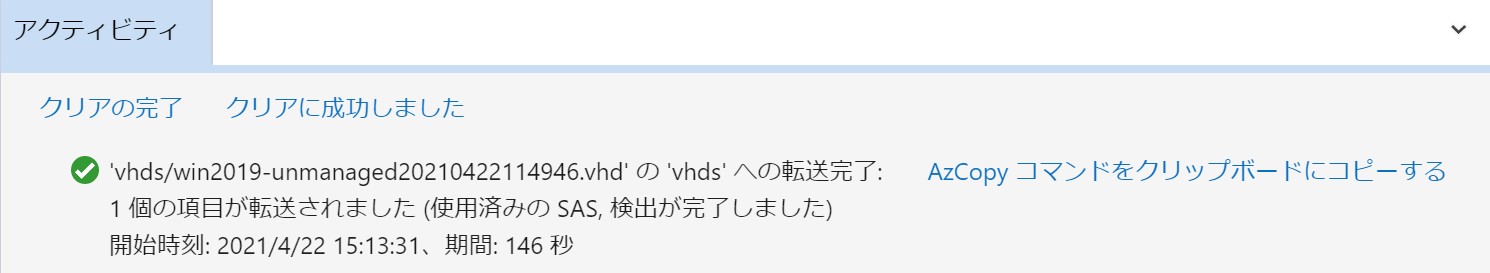 アクティビティ
クリアの完了 クリアに成功しました
'vhds/win2019-unmanaged20210422114946.vhd' の 'vhds' への転送完了: AzCopy コマンドをクリップボードにコピーする
1 個の項目が転送されました (使用済みの SAS, 検出が完了しました)
開始時刻: 2021/4/22 15:13:31、期間: 146 秒